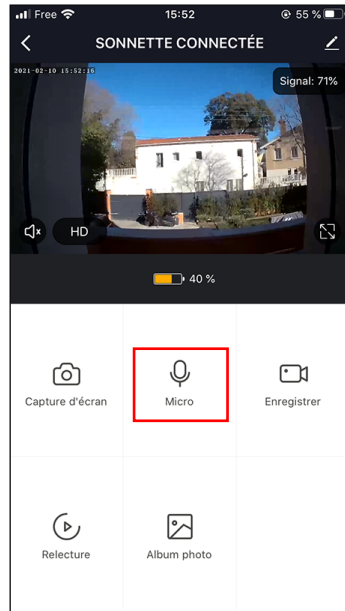 Free 15:52 55 %
SONNETTE CONNECTÉE
2021-02-10 15:52:16
Signal: 71%
HD
40 %
Capture d'écran Micro Enregistrer
Relecture Album photo